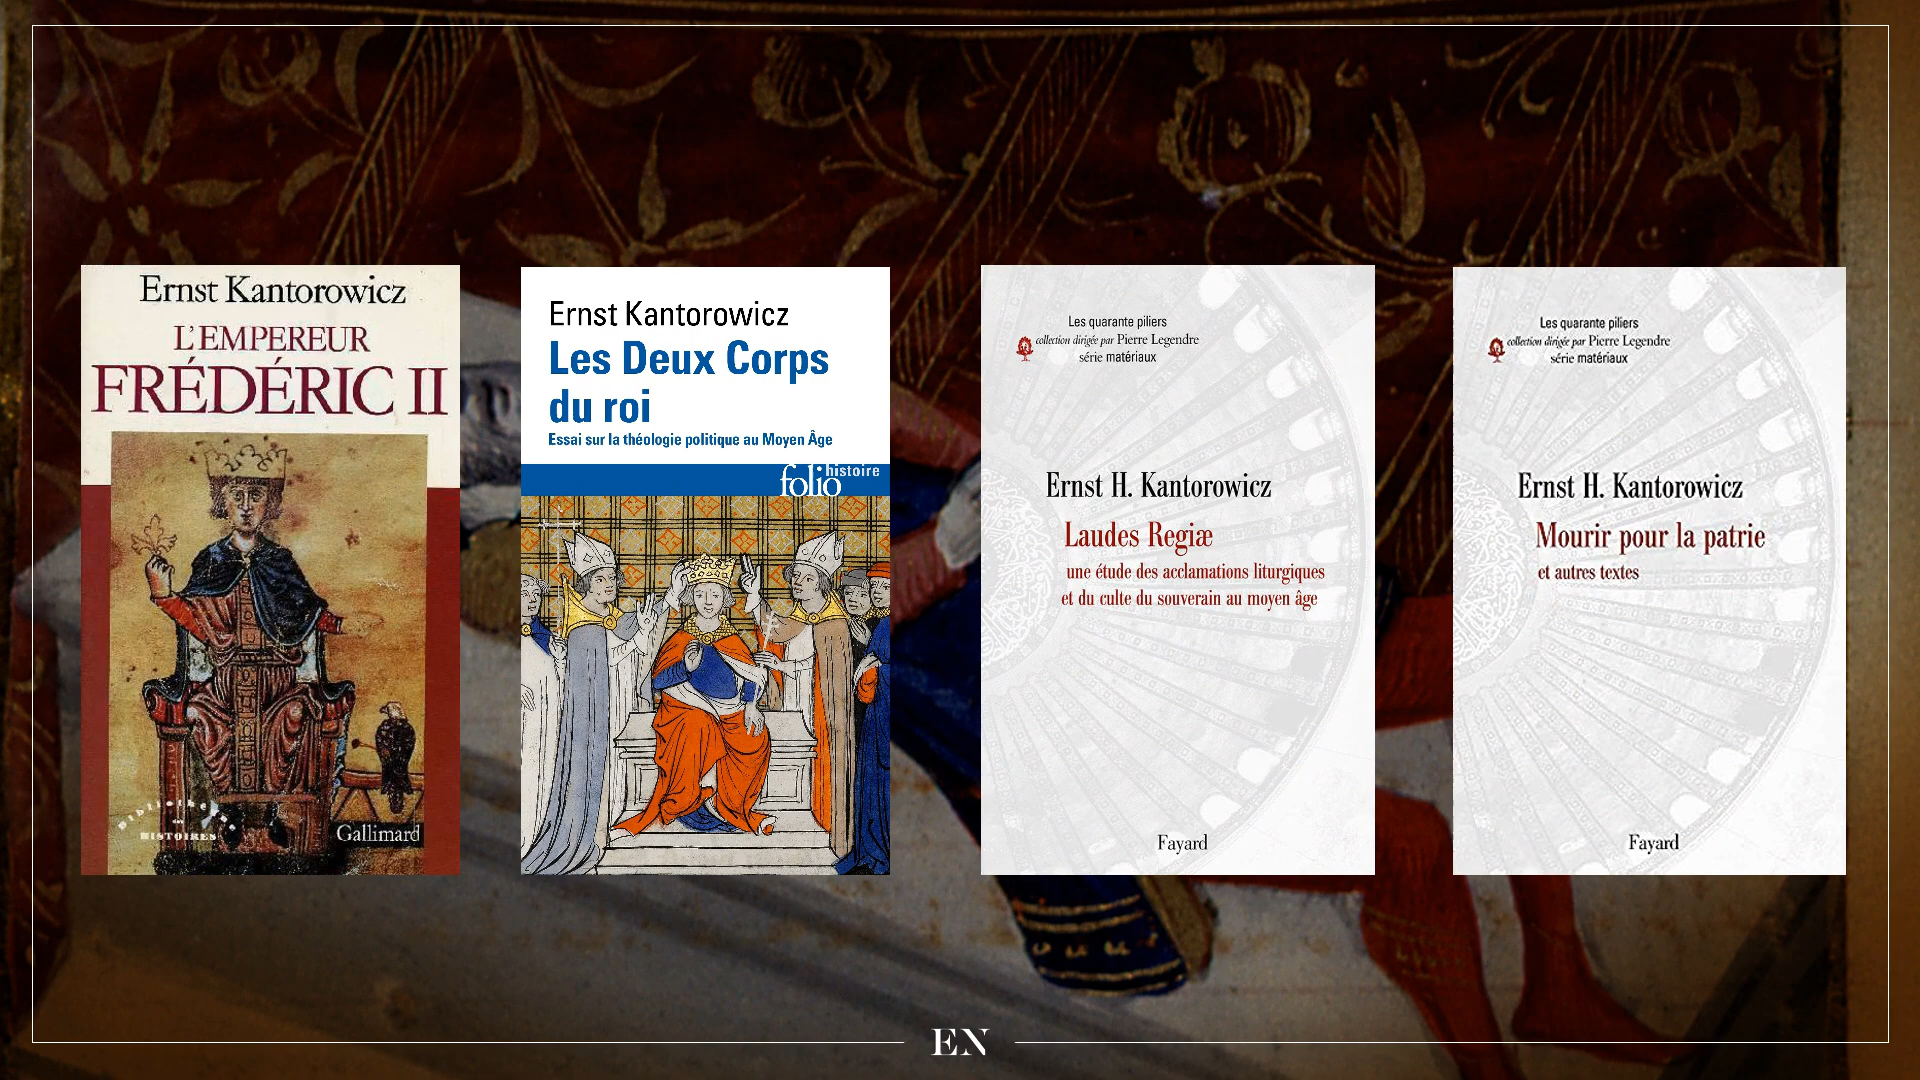 Ernst Kantorowicz
L'EMPEREUR
FRÉDÉRIC II
Bibliothèque
des
HISTOIRES
Gallimard
Ernst Kantorowicz
Les Deux Corps
du roi
Essai sur la théologie politique au Moyen Âge
folio histoire
Les quarante piliers
collection dirigée par Pierre Legendre
série matériaux
Ernst H. Kantorowicz
Laudes Regiæ
une étude des acclamations liturgiques
et du culte du souverain au moyen âge
Fayard
Les quarante piliers
collection dirigée par Pierre Legendre
série matériaux
Ernst H. Kantorowicz
Mourir pour la patrie
et autres textes
Fayard
EN